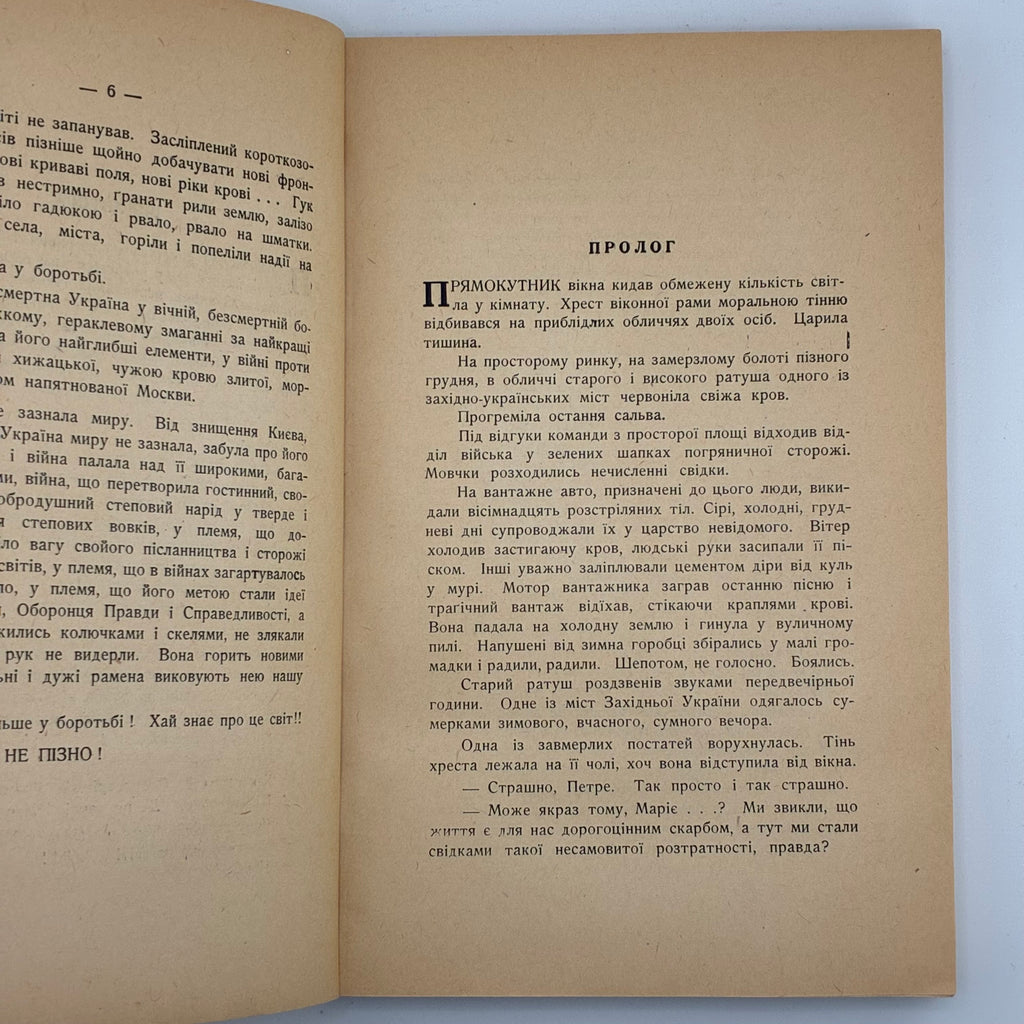 — 6 —
іті не запанував. Засліплений короткозо-
пізніше щойно добачувати нові фрон-
ові криваві поля, нові ріки крові . . . Гук
нестримно, ґранати рили землю, залізо
гадюкою і рвало, рвало на шматки.
села, міста, горіли і попеліли надії на
а у боротьбі.
смертна Україна у вічній, безсмертній бо-
кому, гераклевому змаганні за найкращі
а його найглибші елементи, у війні проти
хижацької, чужою кровю злитої, мор-
ом напятнованої Москви.
е зазнала миру. Від знищення Києва,
Україна миру не зазнала, забула про його
і війна палала над її широкими, бага-
ми, війна, що перетворила гостинний, сво-
обродушний степовий нарід у тверде і
я степових вовків, у племя, що до-
ло вагу свойого післанництва і сторожі
світів, у племя, що в війнах загартувалось
ло, у племя, що його метою стали ідеї
, Оборонця Правди і Справедливості, а
жились колючками і скелями, не злякали
рук не видерли. Вона горить новими
ьні і дужі рамена виковують нею нашу
ьше у боротьбі ! Хай знає про це світ!!
НЕ ПІЗНО !
ПРОЛОГ
ПРЯМОКУТНИК вікна кидав обмежену кількість світ-
ла у кімнату. Хрест віконної рами моральною тінню
відбивався на приблідлих обличчях двоїх осіб. Царила
тишина.
На просторому ринку, на замерзлому болоті пізного
грудня, в обличчі старого і високого ратуша одного із
західно-українських міст червоніла свіжа кров.
Прогреміла остання сальва.
Під відгуки команди з просторої площі відходив від-
діл війська у зелених шапках погряничної сторожі.
Мовчки розходились нечисленні свідки.
На вантажне авто, призначені до цього люди, вики-
дали вісімнадцять розстріляних тіл. Сірі, холодні, груд-
неві дні супроводжали їх у царство невідомого. Вітер
холодив застигаючу кров, людські руки засипали її пі-
ском. Інші уважно заліплювали цементом діри від куль
у мурі. Мотор вантажника заграв останню пісню і
траґічний вантаж відїхав, стікаючи краплями крові.
Вона падала на холодну землю і гинула у вуличному
пилі. Напушені від зимна горобці збірались у малі гро-
мадки і радили, радили. Шепотом, не голосно. Боялись.
Старий ратуш роздзвенів звуками передвечірньої
години. Одне із міст Західньої України одягалось су-
мерками зимового, вчасного, сумного вечора.
Одна із завмерлих постатей ворухнулась. Тінь
хреста лежала на її чолі, хоч вона відступила від вікна.
— Страшно, Петре. Так просто і так страшно.
— Може якраз тому, Маріє . . .? Ми звикли, що
життя є для нас дорогоцінним скарбом, а тут ми стали
свідками такої несамовитої розтратності, правда?